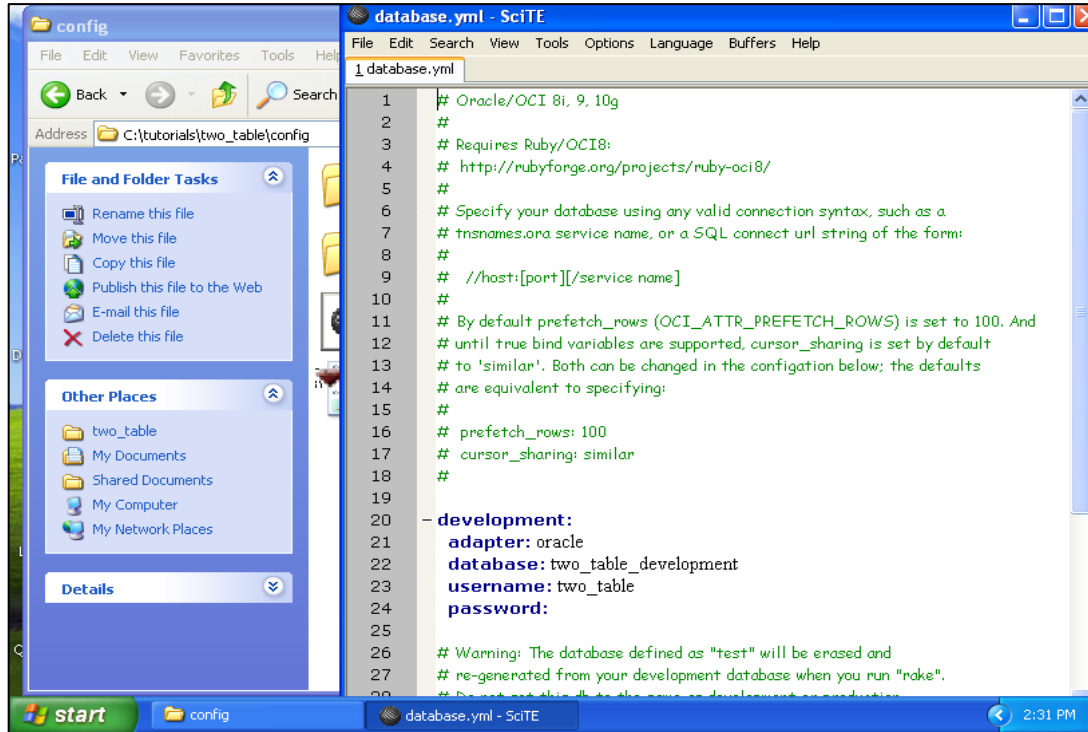 config
File Edit View Favorites Tools Help
Back Search
Address C:\tutorials\two_table\config
File and Folder Tasks
Rename this file
Move this file
Copy this file
Publish this file to the Web
E-mail this file
Delete this file
Other Places
two_table
My Documents
Shared Documents
My Computer
My Network Places
Details
database.yml - SciTE
File Edit Search View Tools Options Language Buffers Help
1 database.yml
1 # Oracle/OCI 8i, 9, 10g
2 #
3 # Requires Ruby/OCI8:
4 # http://rubyforge.org/projects/ruby-oci8/
5 #
6 # Specify your database using any valid connection syntax, such as a
7 # tnsnames.ora service name, or a SQL connect url string of the form:
8 #
9 # //host:[port][/service name]
10 #
11 # By default prefetch_rows (OCI_ATTR_PREFETCH_ROWS) is set to 100. And
12 # until true bind variables are supported, cursor_sharing is set by default
13 # to 'similar'. Both can be changed in the configation below; the defaults
14 # are equivalent to specifying:
15 #
16 # prefetch_rows: 100
17 # cursor_sharing: similar
18 #
19
20 development:
21 adapter: oracle
22 database: two_table_development
23 username: two_table
24 password:
25
26 # Warning: The database defined as "test" will be erased and
27 # re-generated from your development database when you run "rake".
start config database.yml - SciTE 2:31 PM